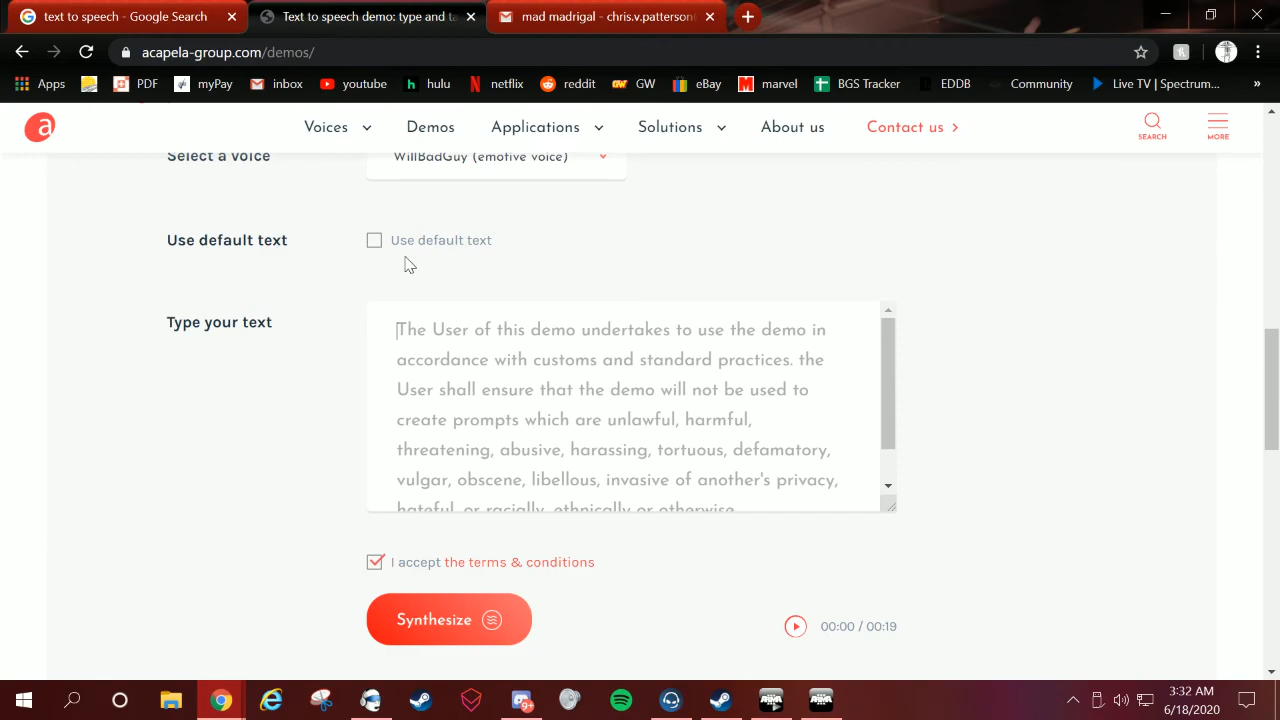 text to speech - Google Search
Text to speech demo: type and ta
mad madrigal - chris.v.patterson
acapela-group.com/demos/
Apps
PDF
myPay
inbox
youtube
hulu
netflix
reddit
GW
eBay
marvel
BGS Tracker
EDDB
Community
Live TV | Spectrum...
»
Voices
Demos
Applications
Solutions
About us
Contact us >
SEARCH
MORE
Select a voice
WillBadGuy (emotive voice)
Use default text
Use default text
Type your text
The User of this demo undertakes to use the demo in
accordance with customs and standard practices. the
User shall ensure that the demo will not be used to
create prompts which are unlawful, harmful,
threatening, abusive, harassing, tortuous, defamatory,
vulgar, obscene, libellous, invasive of another's privacy,
hateful, or racially, ethnically or otherwise
I accept the terms & conditions
Synthesize
00:00 / 00:19
3:32 AM
6/18/2020